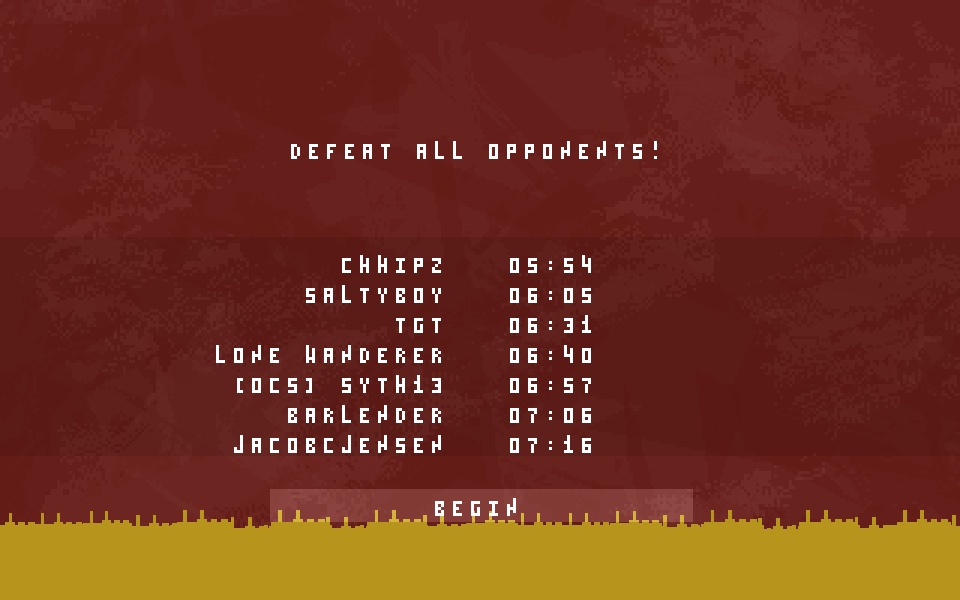 DEFEAT ALL OPPONENTS!
CHHIPZ 05:54
SALTYBOY 06:05
TGT 06:31
LONE WANDERER 06:40
[OCS] SYTH13 06:57
BARLENDER 07:06
JACOBCJENSEN 07:16
BEGIN